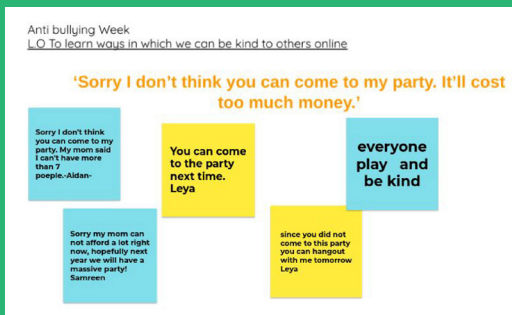 Anti bullying Week
L.O To learn ways in which we can be kind to others online
‘Sorry I don’t think you can come to my party. It’ll cost
too much money.’
Sorry I don’t think
you can come to my
party. My mom said
I can’t have more
than 7
poeple.-Aidan-
You can come
to the party
next time.
Leya
everyone
play and
be kind
Sorry my mom can
not afford a lot right
now, hopefully next
year we will have a
massive party!
Samreen
since you did not
come to this party
you can hangout
with me tomorrow
Leya